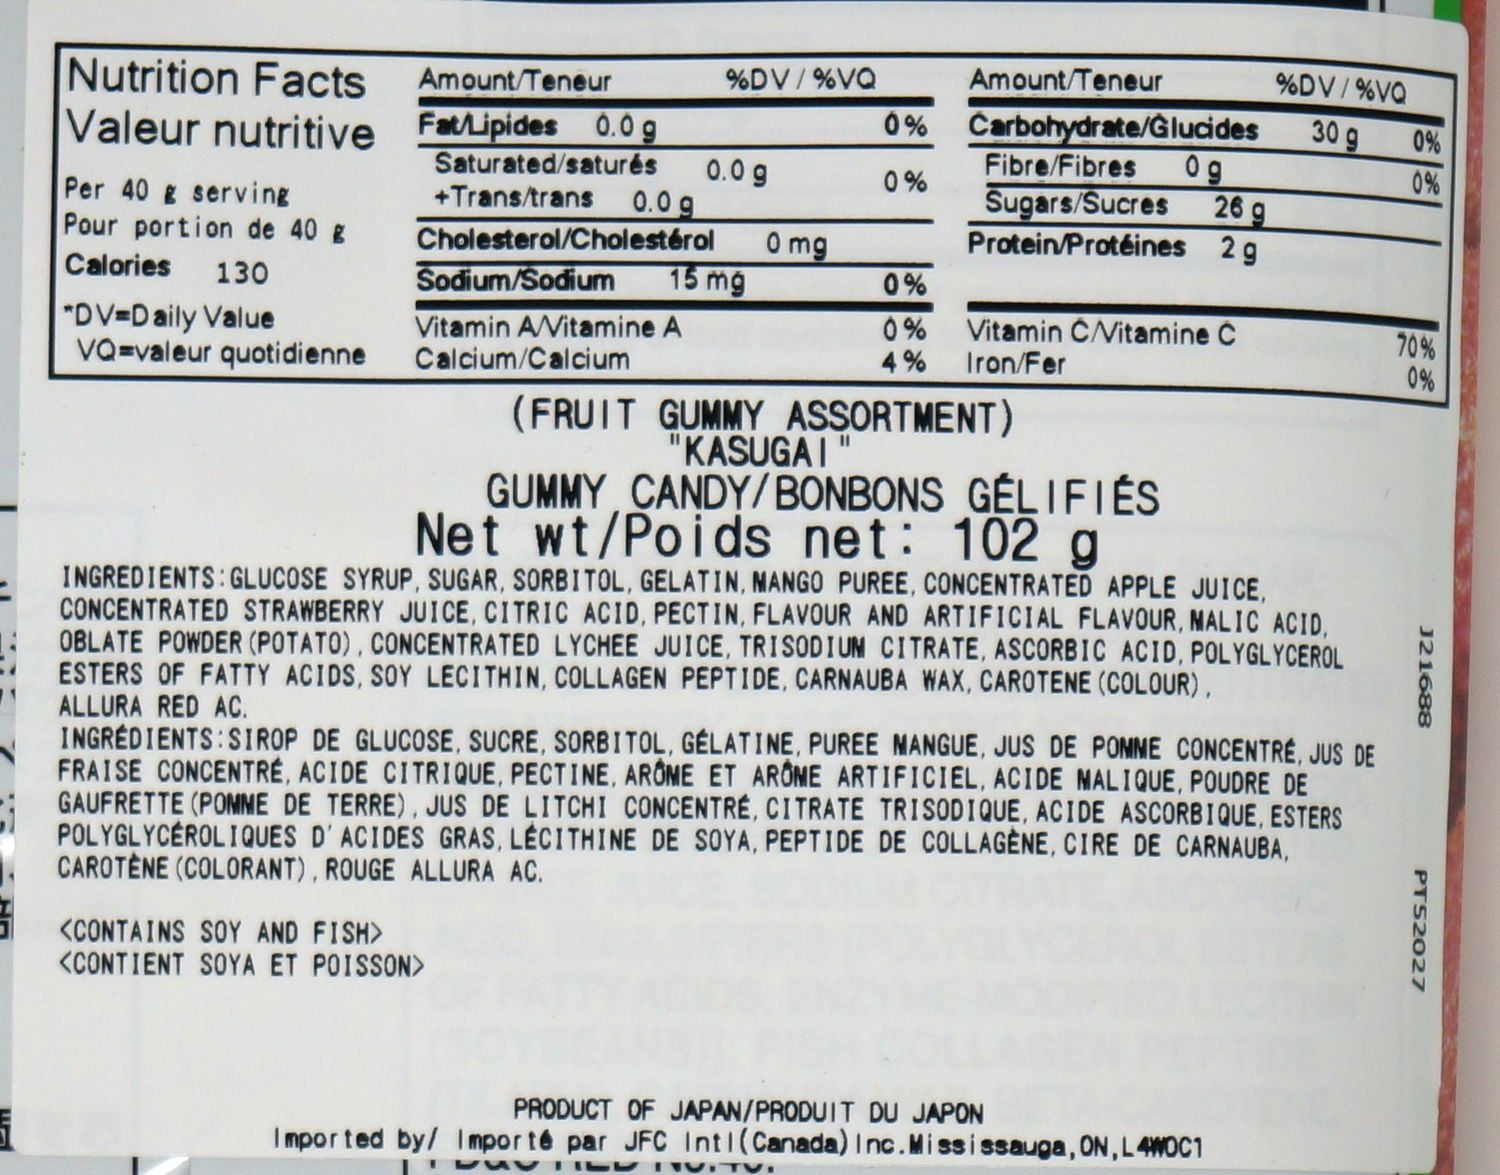 Nutrition Facts
Valeur nutritive
Per 40 g serving
Pour portion de 40 g
Calories 130
*DV=Daily Value
VQ=valeur quotidienne
Amount/Teneur %DV / %VQ
Fat/Lipides 0.0 g 0%
Saturated/saturés 0.0 g 0%
+Trans/trans 0.0 g
Cholesterol/Cholestérol 0 mg
Sodium/Sodium 15 mg 0%
Vitamin A/Vitamine A 0%
Calcium/Calcium 4%
Amount/Teneur %DV / %VQ
Carbohydrate/Glucides 30 g 0%
Fibre/Fibres 0 g 0%
Sugars/Sucres 26 g
Protein/Protéines 2 g
Vitamin C/Vitamine C 70%
Iron/Fer 0%
(FRUIT GUMMY ASSORTMENT)
"KASUGAI"
GUMMY CANDY/BONBONS GÉLIFIÉS
Net wt/Poids net: 102 g
INGREDIENTS:GLUCOSE SYRUP, SUGAR, SORBITOL, GELATIN, MANGO PUREE, CONCENTRATED APPLE JUICE,
CONCENTRATED STRAWBERRY JUICE, CITRIC ACID, PECTIN, FLAVOUR AND ARTIFICIAL FLAVOUR, MALIC ACID,
OBLATE POWDER(POTATO), CONCENTRATED LYCHEE JUICE, TRISODIUM CITRATE, ASCORBIC ACID, POLYGLYCEROL
ESTERS OF FATTY ACIDS, SOY LECITHIN, COLLAGEN PEPTIDE, CARNAUBA WAX, CAROTENE(COLOUR),
ALLURA RED AC.
INGRÉDIENTS:SIROP DE GLUCOSE, SUCRE, SORBITOL, GÉLATINE, PUREE MANGUE, JUS DE POMME CONCENTRÉ, JUS DE
FRAISE CONCENTRÉ, ACIDE CITRIQUE, PECTINE, ARÔME ET ARÔME ARTIFICIEL, ACIDE MALIQUE, POUDRE DE
GAUFRETTE(POMME DE TERRE), JUS DE LITCHI CONCENTRÉ, CITRATE TRISODIQUE, ACIDE ASCORBIQUE, ESTERS
POLYGLYCÉROLIQUES D'ACIDES GRAS, LÉCITHINE DE SOYA, PEPTIDE DE COLLAGÈNE, CIRE DE CARNAUBA,
CAROTÈNE(COLORANT), ROUGE ALLURA AC.
<CONTAINS SOY AND FISH>
<CONTIENT SOYA ET POISSON>
PRODUCT OF JAPAN/PRODUIT DU JAPON
Imported by/ Importé par JFC Intl(Canada)Inc.Mississauga,ON,L4W0C1
121688
PTS2027